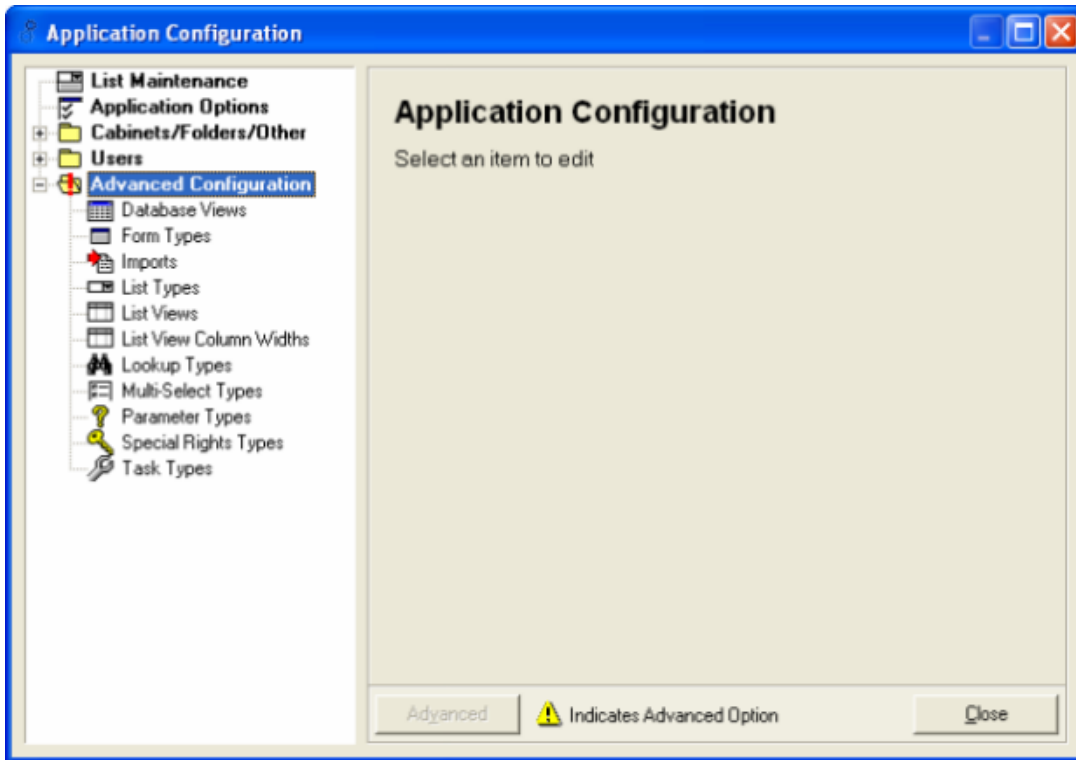 Application Configuration
List Maintenance
Application Options
Cabinets/Folders/Other
Users
Advanced Configuration
Database Views
Form Types
Imports
List Types
List Views
List View Column Widths
Lookup Types
Multi-Select Types
Parameter Types
Special Rights Types
Task Types
Application Configuration
Select an item to edit
Advanced
Indicates Advanced Option
Close